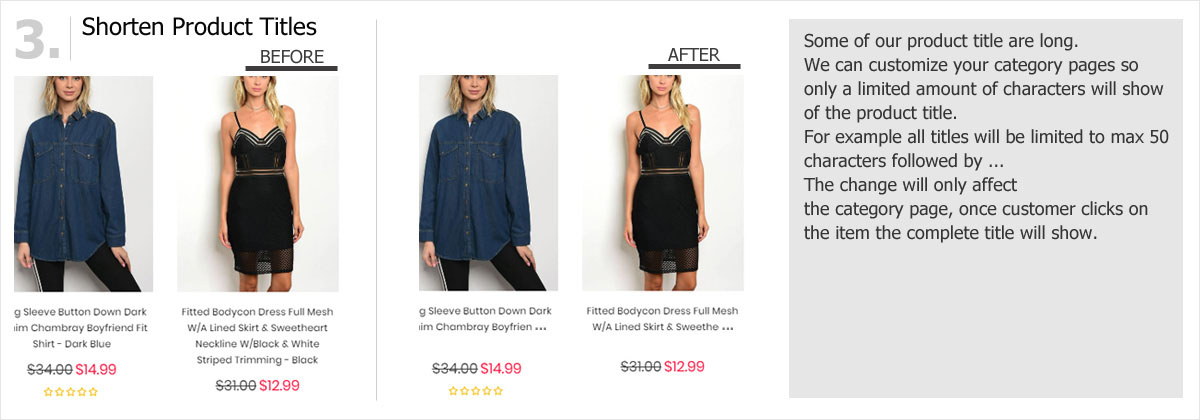 3.
Shorten Product Titles
BEFORE
g Sleeve Button Down Dark
im Chambray Boyfriend Fit
Shirt - Dark Blue
$34.00 $14.99
Fitted Bodycon Dress Full Mesh
W/A Lined Skirt & Sweetheart
Neckline W/Black & White
Striped Trimming - Black
$31.00 $12.99
AFTER
g Sleeve Button Down Dark
im Chambray Boyfrien ...
$34.00 $14.99
Fitted Bodycon Dress Full Mesh
W/A Lined Skirt & Sweethe ...
$31.00 $12.99
Some of our product title are long.
We can customize your category pages so
only a limited amount of characters will show
of the product title.
For example all titles will be limited to max 50
characters followed by ...
The change will only affect
the category page, once customer clicks on
the item the complete title will show.